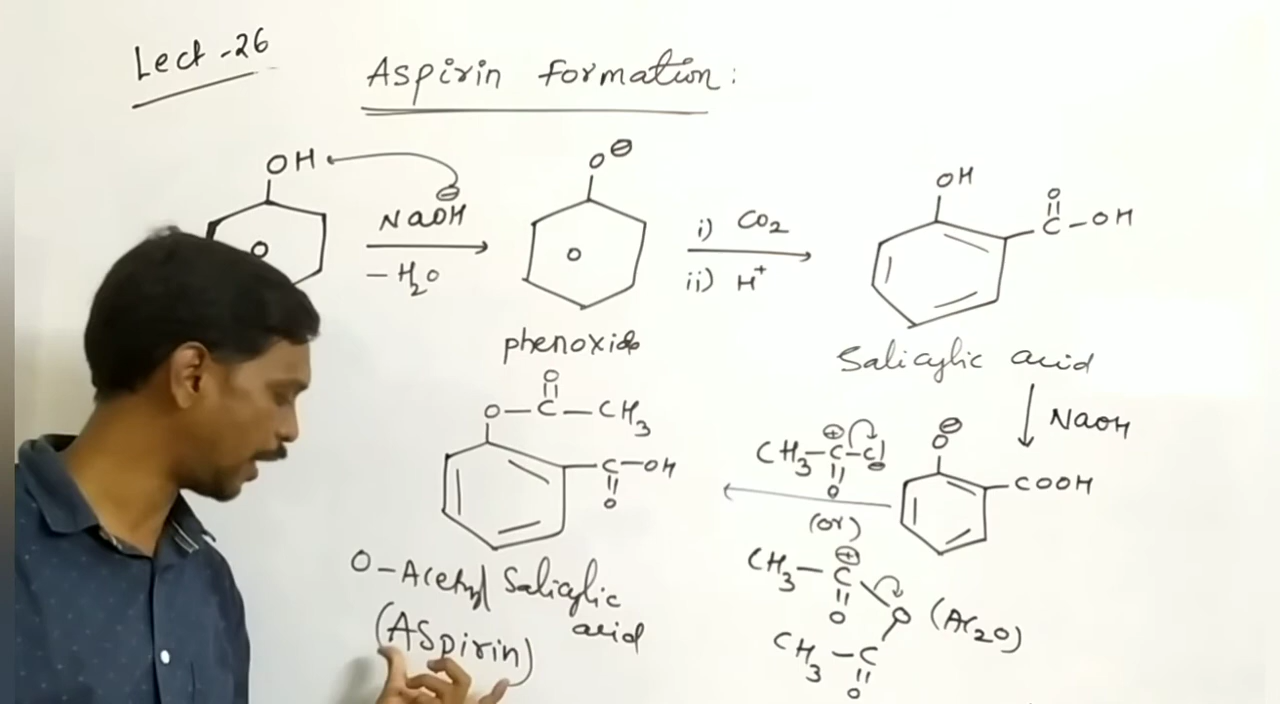 Lect-26
Aspirin formation:
OH
NaOH
⊖
-H2O
O⊖
phenoxide
i) CO2
ii) H+
OH
O
C-OH
Salicylic acid
NaOH
O⊖
COOH
CH3-C-Cl
⊕
O
(or)
CH3-C
⊕
O
O (Ac2O)
CH3-C
O
O
O-C-CH3
C-OH
O
O-Acetyl Salicylic
acid
(Aspirin)